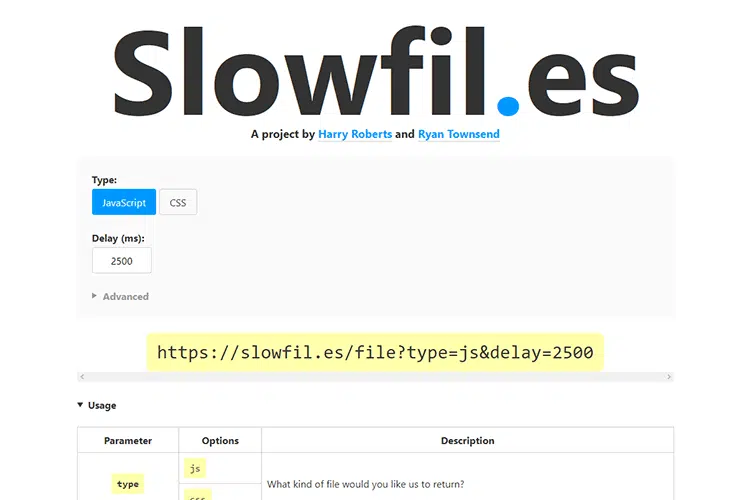 Slowfil.es
A project by Harry Roberts and Ryan Townsend
Type:
JavaScript CSS
Delay (ms):
2500
Advanced
https://slowfil.es/file?type=js&delay=2500
Usage
Parameter Options Description
js
type What kind of file would you like us to return?